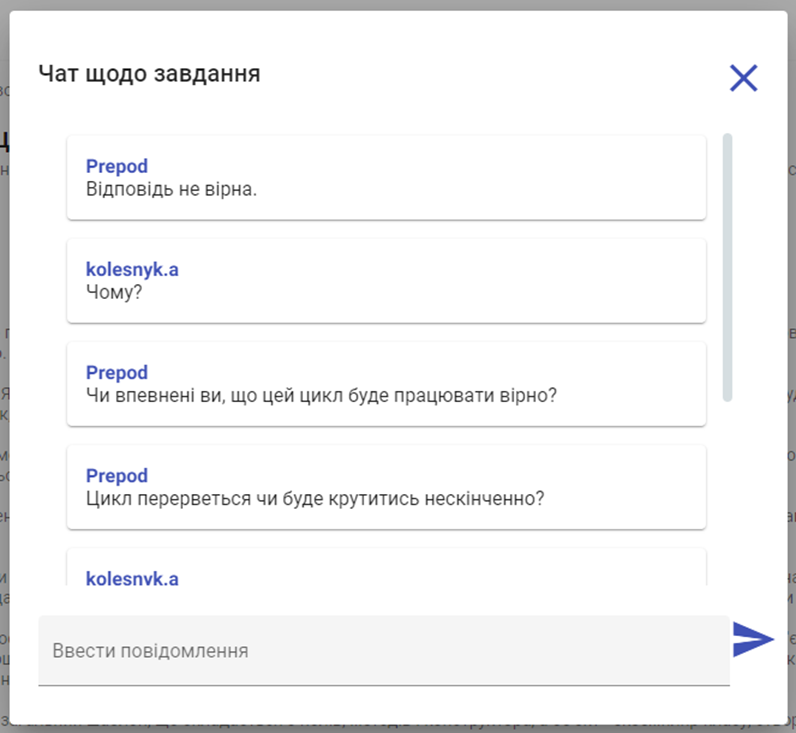 Чат щодо завдання
Prepod
Відповідь не вірна.
kolesnyk.a
Чому?
Prepod
Чи впевнені ви, що цей цикл буде працювати вірно?
Prepod
Цикл перерветься чи буде крутитись нескінченно?
kolesnyk.a
Ввести повідомлення